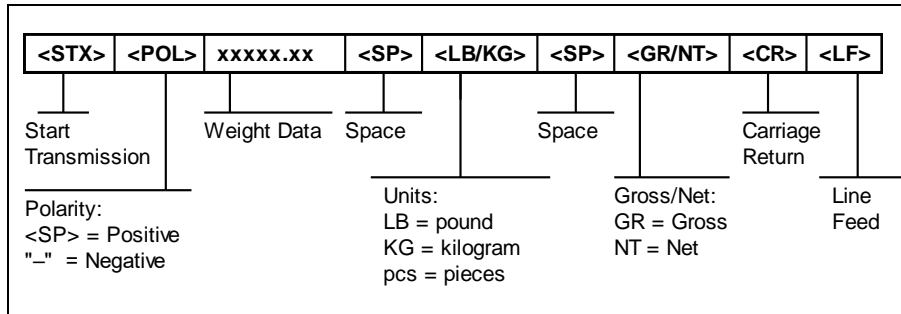 <STX> <POL> xxxxx.xx <SP> <LB/KG> <SP> <GR/NT> <CR> <LF>
Start Transmission
Weight Data
Space
Space
Carriage Return
Polarity:
<SP> = Positive
"–" = Negative
Units:
LB = pound
KG = kilogram
pcs = pieces
Gross/Net:
GR = Gross
NT = Net
Line
Feed